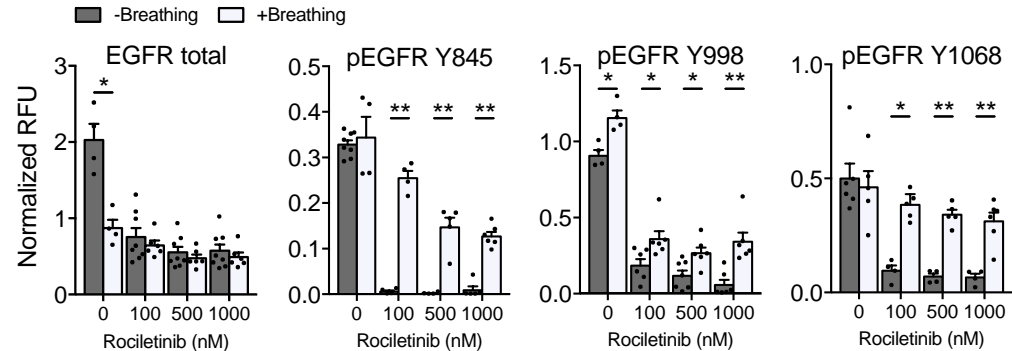 -Breathing +Breathing
EGFR total
3
2
1
0
Normalized RFU
*
0 100 500 1000
Rociletinib (nM)
pEGFR Y845
0.5
0.4
0.3
0.2
0.1
0.0
** ** **
0 100 500 1000
Rociletinib (nM)
pEGFR Y998
1.5
1.0
0.5
0.0
* * * **
0 100 500 1000
Rociletinib (nM)
pEGFR Y1068
1.0
0.5
0.0
* ** **
0 100 500 1000
Rociletinib (nM)